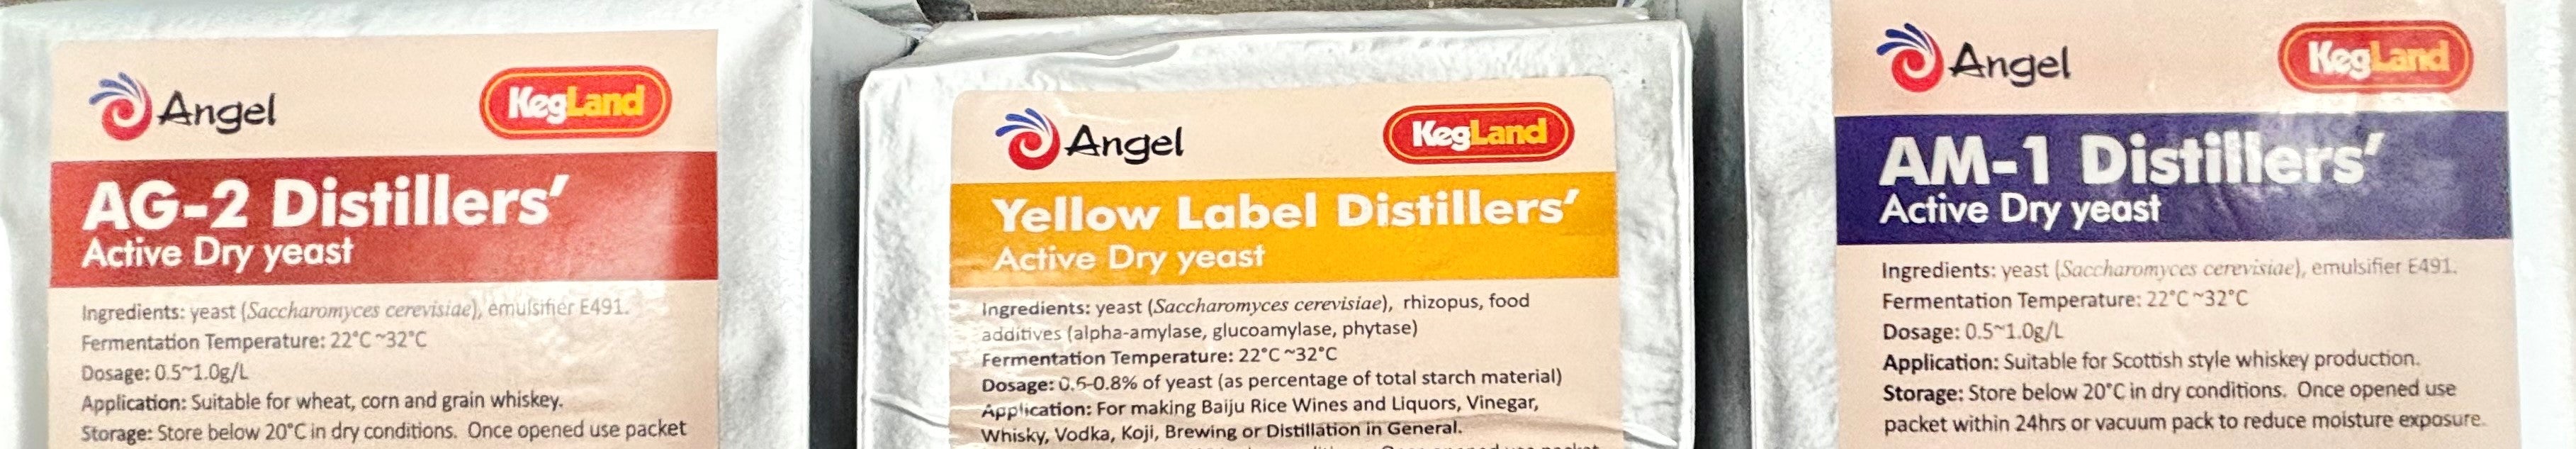 Angel
KegLand
AG-2 Distillers'
Active Dry yeast
Ingredients: yeast (Saccharomyces cerevisiae), emulsifier E491.
Fermentation Temperature: 22°C ~32°C
Dosage: 0.5~1.0g/L
Application: Suitable for wheat, corn and grain whiskey.
Storage: Store below 20°C in dry conditions. Once opened use packet
Angel
KegLand
Yellow Label Distillers'
Active Dry yeast
Ingredients: yeast (Saccharomyces cerevisiae), rhizopus, food
additives (alpha-amylase, glucoamylase, phytase)
Fermentation Temperature: 22°C ~32°C
Dosage: 0.6-0.8% of yeast (as percentage of total starch material)
Application: For making Baiju Rice Wines and Liquors, Vinegar,
Whisky, Vodka, Koji, Brewing or Distillation in General.
Angel
KegLand
AM-1 Distillers'
Active Dry yeast
Ingredients: yeast (Saccharomyces cerevisiae), emulsifier E491.
Fermentation Temperature: 22°C ~32°C
Dosage: 0.5~1.0g/L
Application: Suitable for Scottish style whiskey production.
Storage: Store below 20°C in dry conditions. Once opened use
packet within 24hrs or vacuum pack to reduce moisture exposure.